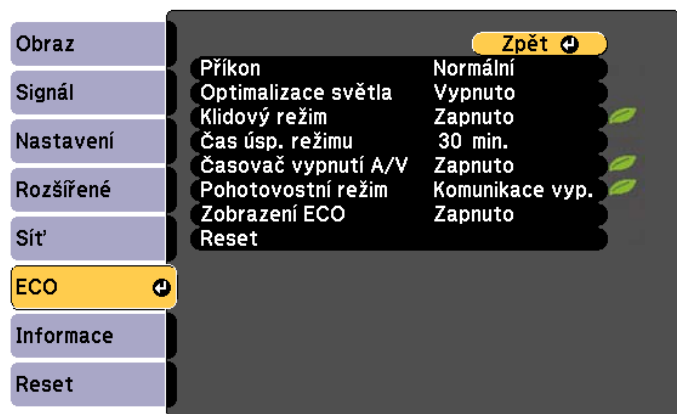 Obraz
Signál
Nastavení
Rozšířené
Síť
ECO
Informace
Reset
Zpět
Příkon Normální
Optimalizace světla Vypnuto
Klidový režim Zapnuto
Čas úsp. režimu 30 min.
Časovač vypnutí A/V Zapnuto
Pohotovostní režim Komunikace vyp.
Zobrazení ECO Zapnuto
Reset